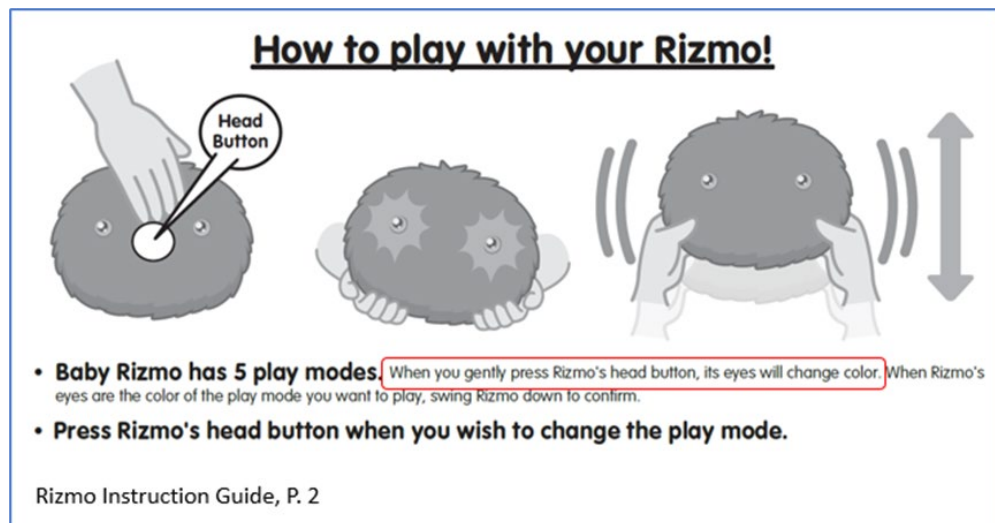 How to play with your Rizmo!
Head
Button
• Baby Rizmo has 5 play modes. When you gently press Rizmo's head button, its eyes will change color. When Rizmo's
eyes are the color of the play mode you want to play, swing Rizmo down to confirm.
• Press Rizmo's head button when you wish to change the play mode.
Rizmo Instruction Guide, P. 2